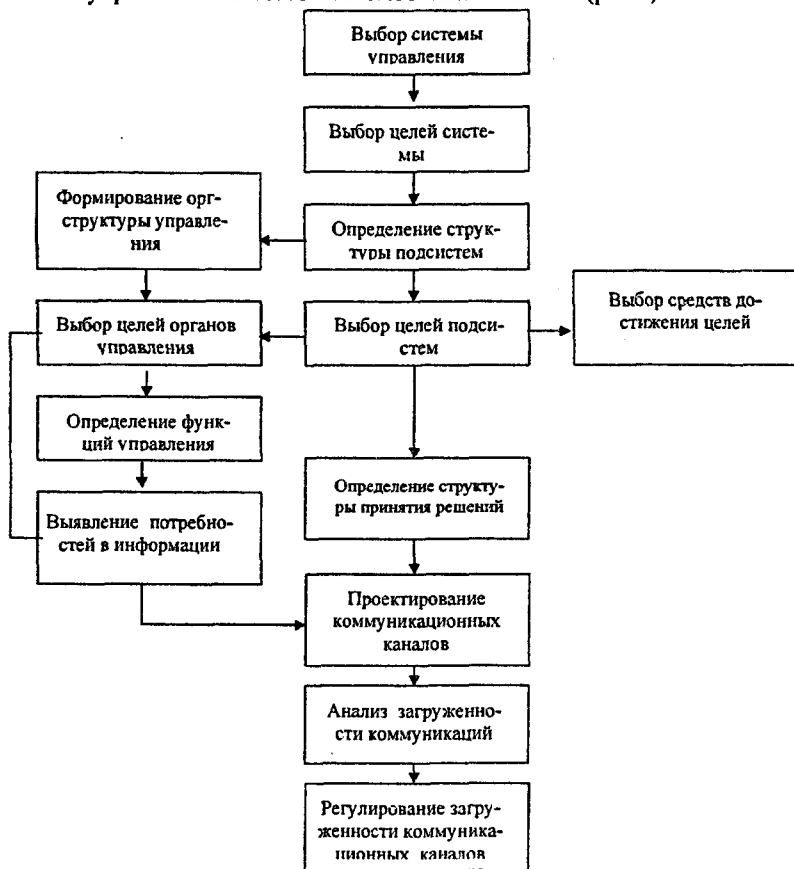 Выбор системы
управления
Выбор целей систе-
мы
Формирование орг-
структуры управле-
ния
Определение струк-
туры подсистем
Выбор средств до-
стижения целей
Выбор целей органов
управления
Выбор целей подси-
стем
Определение функ-
ций управления
Определение структу-
ры принятия решений
Выявление потребно-
стей в информации
Проектирование
коммуникационных
каналов
Анализ загружен-
ности коммуникаций
Регулирование загру-
женности коммуника-
ционных каналов